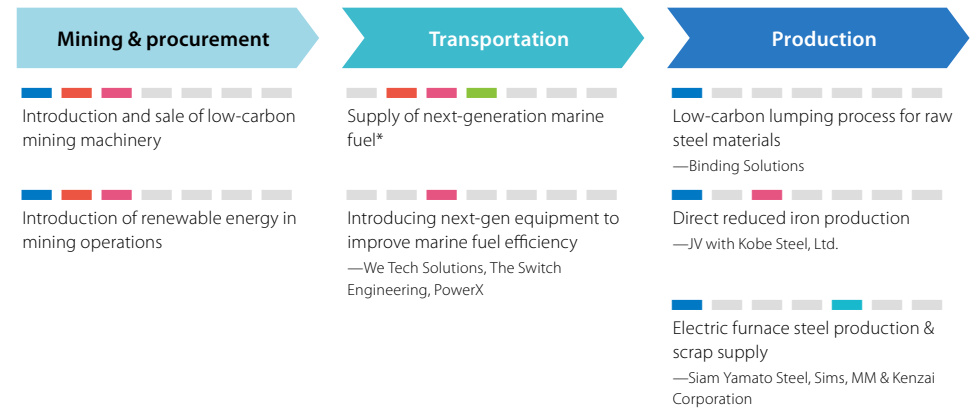 Mining & procurement
Introduction and sale of low-carbon
mining machinery
Introduction of renewable energy in
mining operations
Transportation
Supply of next-generation marine
fuel*
Introducing next-gen equipment to
improve marine fuel efficiency
—We Tech Solutions, The Switch
Engineering, PowerX
Production
Low-carbon lumping process for raw
steel materials
—Binding Solutions
Direct reduced iron production
—JV with Kobe Steel, Ltd.
Electric furnace steel production &
scrap supply
—Siam Yamato Steel, Sims, MM & Kenzai
Corporation